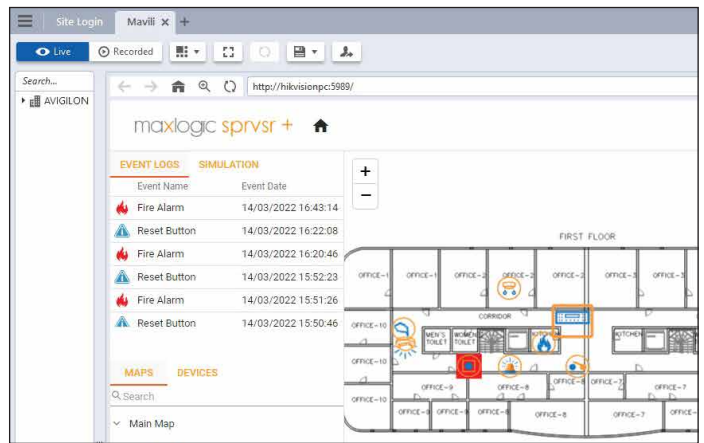 Site Login
Mavili
Live
Recorded
Search...
AVIGILON
http://hikvisionpc:5989/
maxlogic sprvsr +
EVENT LOGS SIMULATION
Event Name Event Date
Fire Alarm 14/03/2022 16:43:14
Reset Button 14/03/2022 16:22:08
Fire Alarm 14/03/2022 16:20:46
Reset Button 14/03/2022 15:52:23
Fire Alarm 14/03/2022 15:51:26
Reset Button 14/03/2022 15:50:46
MAPS DEVICES
Search
Main Map
FIRST FLOOR
OFFICE-1 OFFICE-1 OFFICE-2 OFFICE-2 OFFICE-2 OFFICE-3 OFFICE-3
CORRIDOR
OFFICE-10
MEN'S TOILET
WOMEN TOILET
KITCHEN
KITCHEN
OFFICE-10
OFFICE-9 OFFICE-8 OFFICE-8 OFFICE-7 OFFICE-7
OFFICE-10
OFFICE-9 OFFICE-8 OFFICE-8 OFFICE-7 OFFICE-7